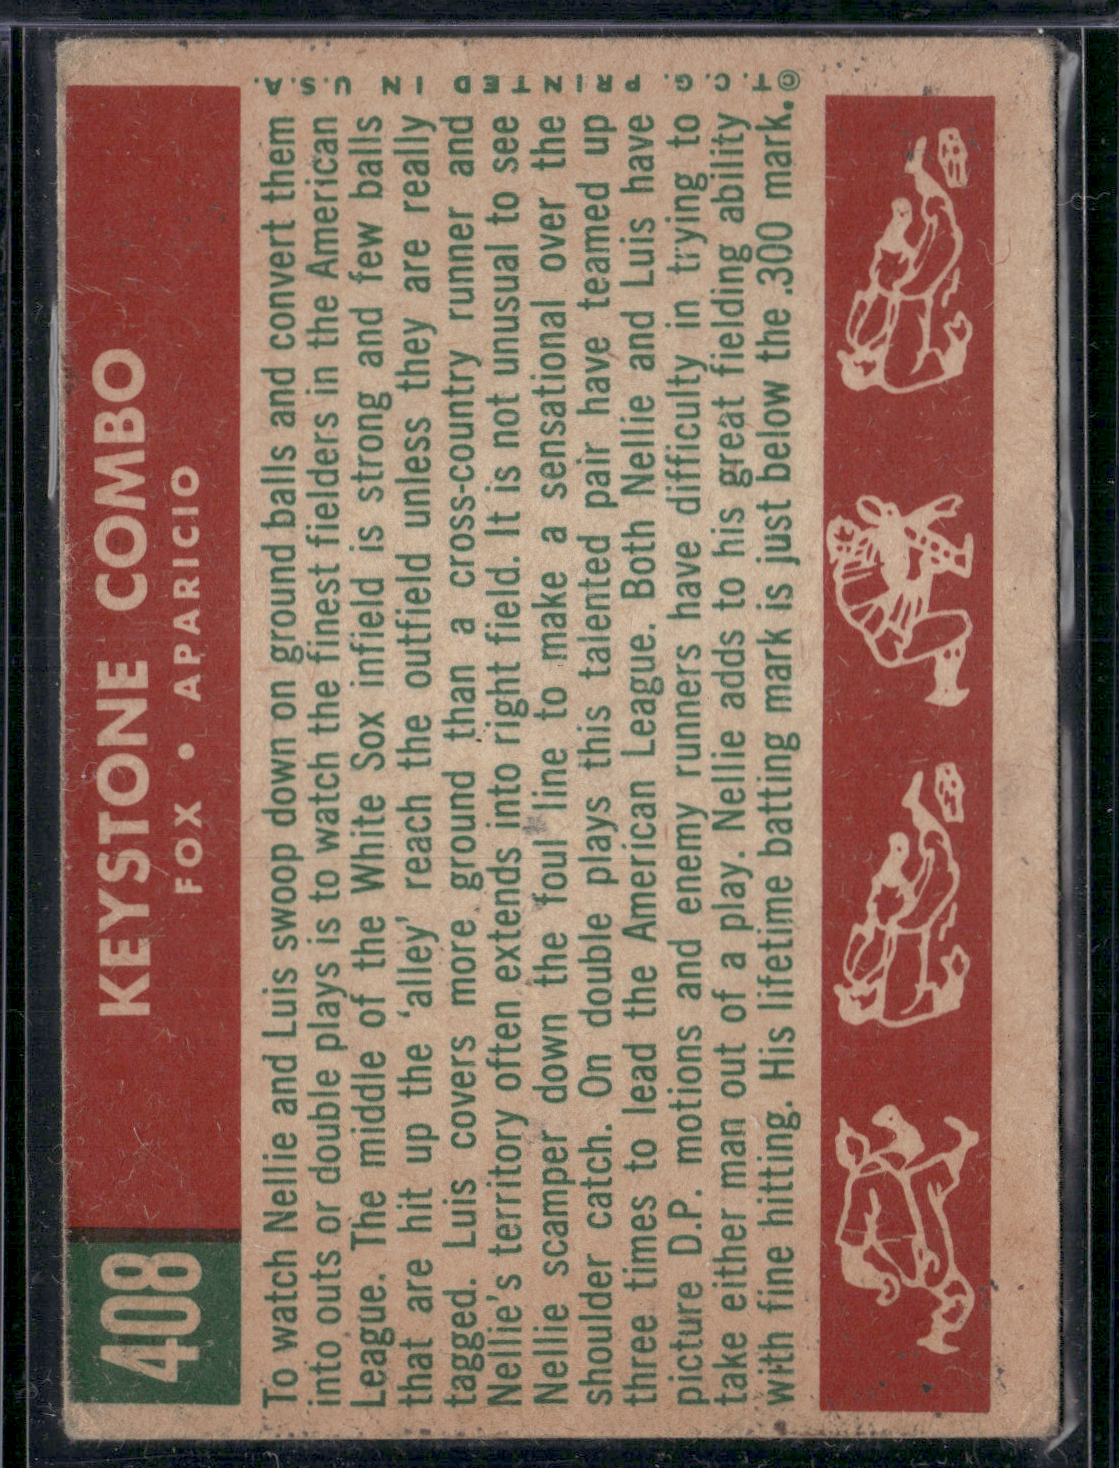 408
KEYSTONE COMBO
FOX • APARICIO
To watch Nellie and Luis swoop down on ground balls and convert them
into outs or double plays is to watch the finest fielders in the American
League. The middle of the White Sox infield is strong and few balls
that are hit up the 'alley' reach the outfield unless they are really
tagged. Luis covers more ground than a cross-country runner and
Nellie's territory often extends into right field. It is not unusual to see
Nellie scamper down the foul line to make a sensational over the
shoulder catch. On double plays this talented pair have teamed up
three times to lead the American League. Both Nellie and Luis have
picture D.P. motions and enemy runners have difficulty in trying to
take either man out of a play. Nellie adds to his great fielding ability
with fine hitting. His lifetime batting mark is just below the .300 mark.
© T.C.G. PRINTED IN U.S.A.